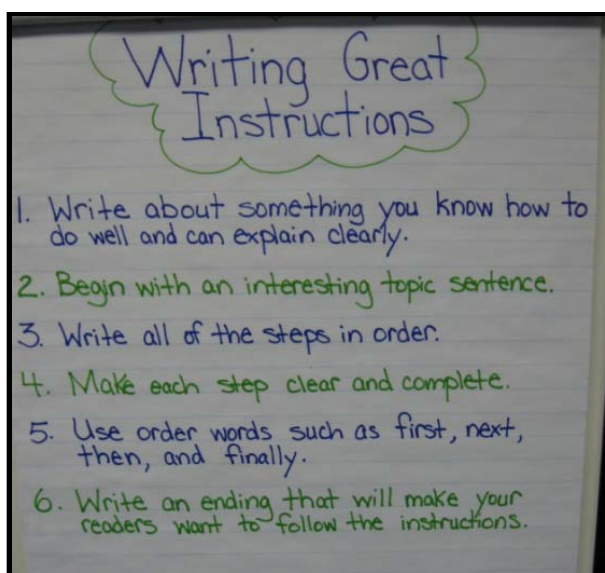 Writing Great
Instructions
1. Write about something you know how to
do well and can explain clearly.
2. Begin with an interesting topic sentence.
3. Write all of the steps in order.
4. Make each step clear and complete.
5. Use order words such as first, next,
then, and finally.
6. Write an ending that will make your
readers want to follow the instructions.